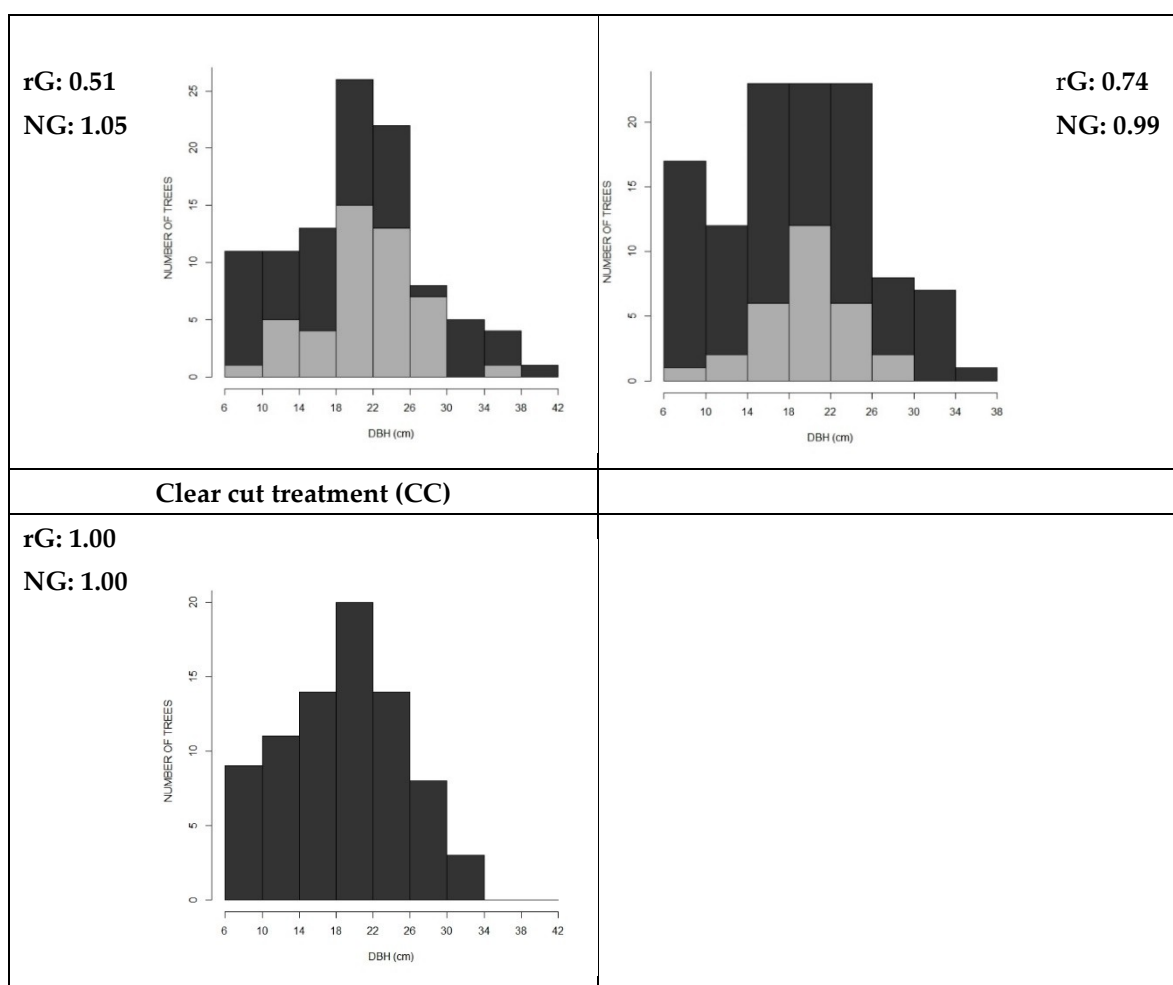 rG: 0.51
NG: 1.05
25
20
15
10
5
0
NUMBER OF TREES
6 10 14 18 22 26 30 34 38 42
DBH (cm)
rG: 0.74
NG: 0.99
20
15
10
5
0
NUMBER OF TREES
6 10 14 18 22 26 30 34 38
DBH (cm)
Clear cut treatment (CC)
rG: 1.00
NG: 1.00
20
15
10
5
0
NUMBER OF TREES
6 10 14 18 22 26 30 34 38 42
DBH (cm)